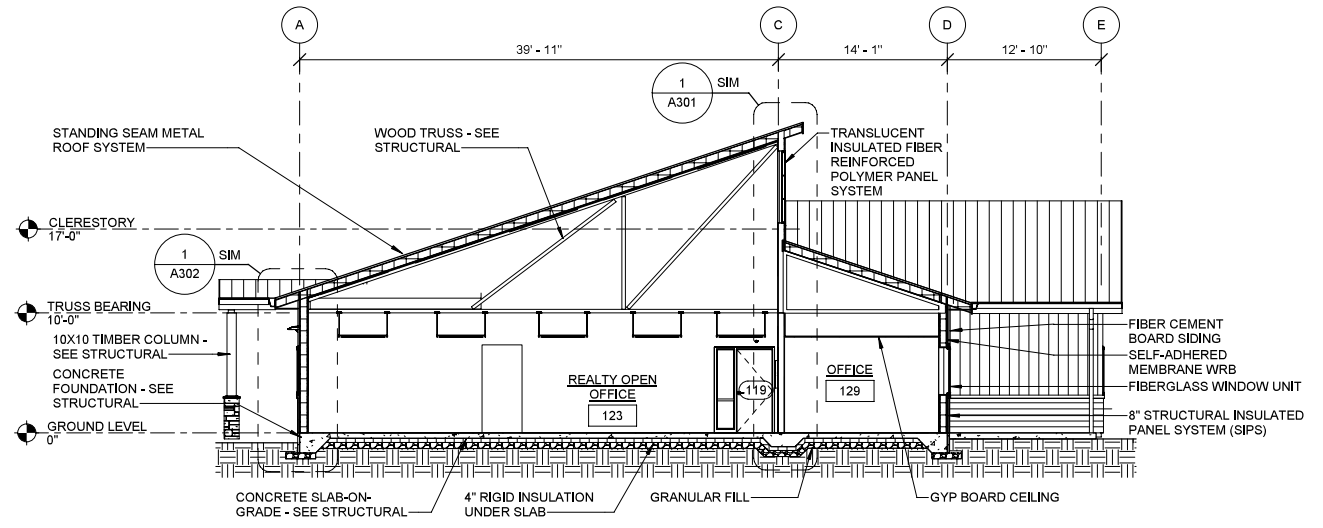 A
C
D
E
39' - 11"
14' - 1"
12' - 10"
1
SIM
A301
STANDING SEAM METAL
ROOF SYSTEM
WOOD TRUSS - SEE
STRUCTURAL
TRANSLUCENT
INSULATED FIBER
REINFORCED
POLYMER PANEL
SYSTEM
CLERESTORY
17'-0"
1
SIM
A302
TRUSS BEARING
10'-0"
10X10 TIMBER COLUMN -
SEE STRUCTURAL
CONCRETE
FOUNDATION - SEE
STRUCTURAL
GROUND LEVEL
0"
REALTY OPEN
OFFICE
123
119
OFFICE
129
FIBER CEMENT
BOARD SIDING
SELF-ADHERED
MEMBRANE WRB
FIBERGLASS WINDOW UNIT
8" STRUCTURAL INSULATED
PANEL SYSTEM (SIPS)
CONCRETE SLAB-ON-
GRADE - SEE STRUCTURAL
4" RIGID INSULATION
UNDER SLAB
GRANULAR FILL
GYP BOARD CEILING